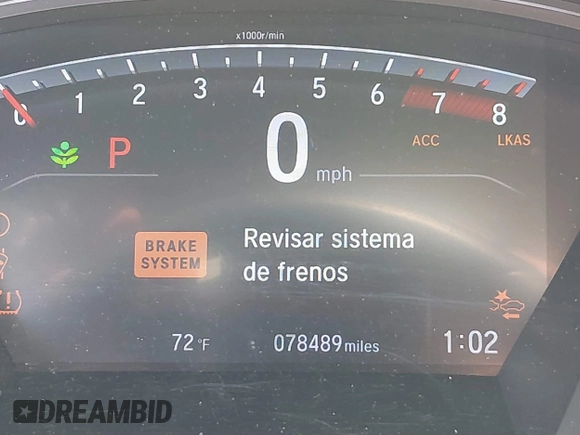 x1000r/min
0 1 2 3 4 5 6 7 8
P 0 mph ACC LKAS
BRAKE SYSTEM
Revisar sistema
de frenos
72°F 078489 miles 1:02
DREAMBID